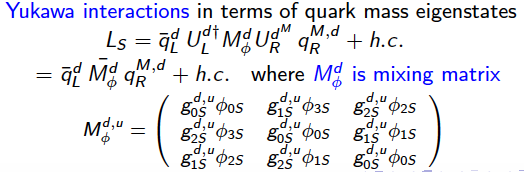 Yukawa interactions in terms of quark mass eigenstates
L_S = q̄_L^d U_L^{d†} M_ϕ^d U_R^{d^M} q_R^{M,d} + h.c.
= q̄_L^d M̄_ϕ^d q_R^{M,d} + h.c. where M_ϕ^d is mixing matrix
M_ϕ^{d,u} = ( g_{0S}^{d,u}ϕ_{0S} g_{1S}^{d,u}ϕ_{3S} g_{2S}^{d,u}ϕ_{2S}
g_{2S}^{d,u}ϕ_{3S} g_{0S}^{d,u}ϕ_{0S} g_{1S}^{d,u}ϕ_{1S}
g_{1S}^{d,u}ϕ_{2S} g_{2S}^{d,u}ϕ_{1S} g_{0S}^{d,u}ϕ_{0S} )